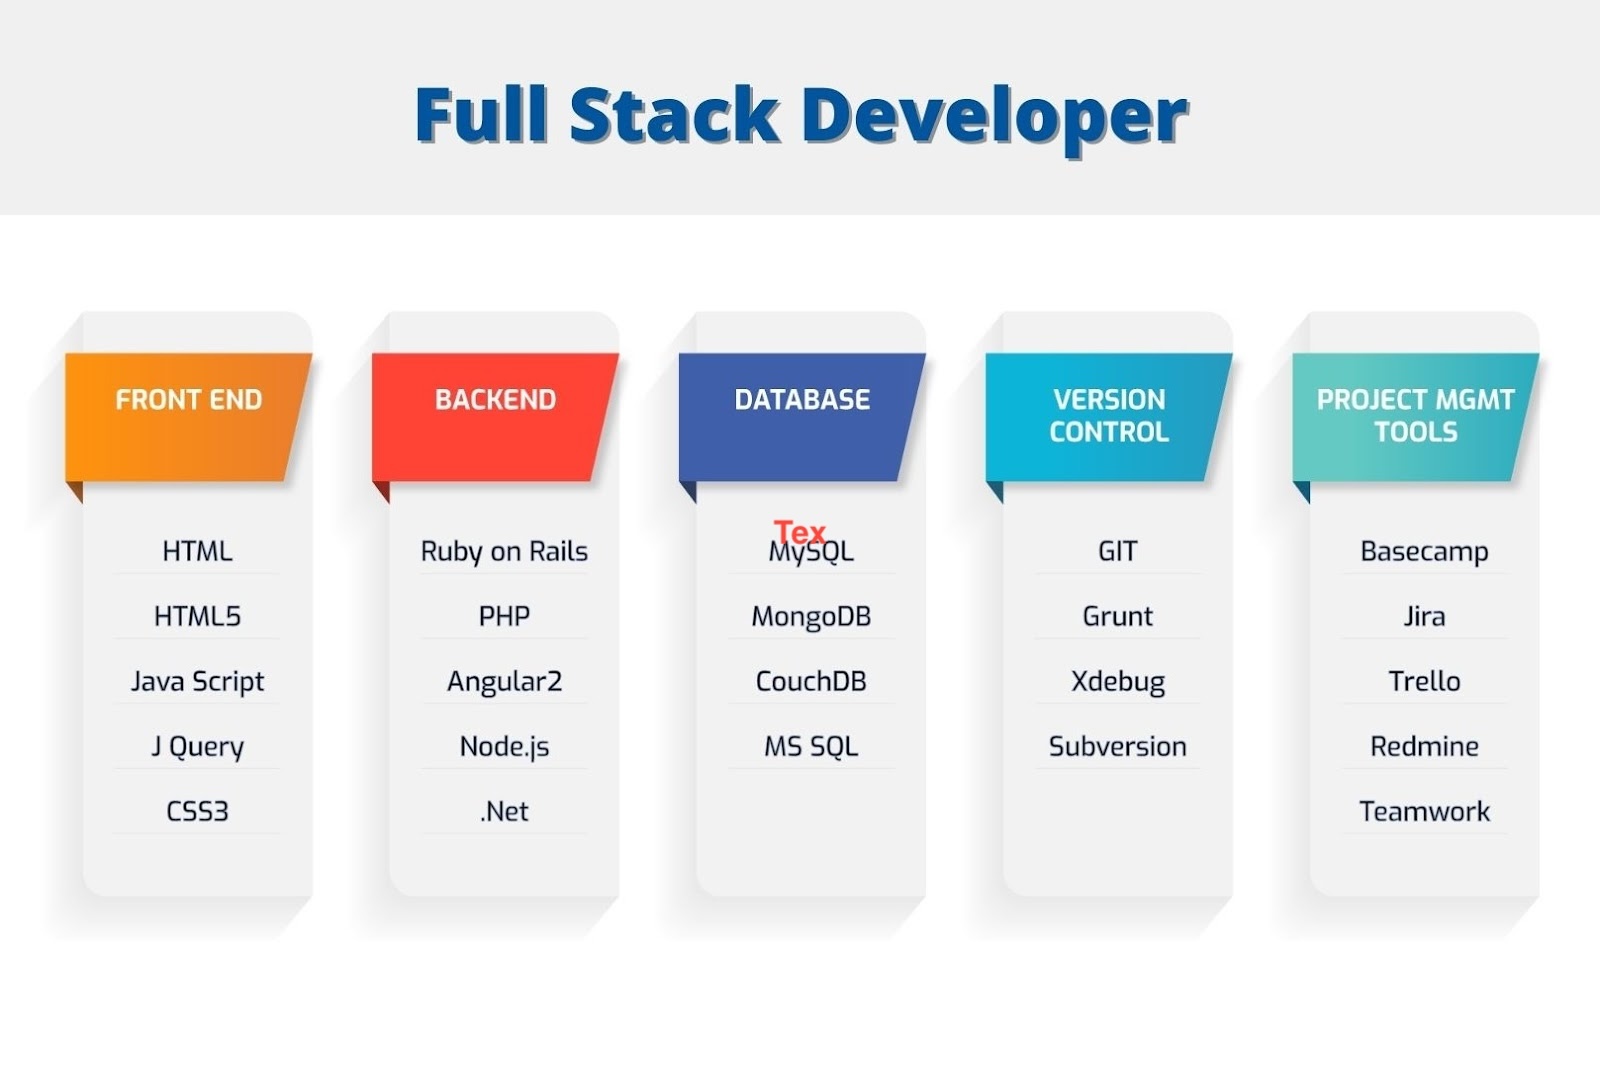 Full Stack Developer
FRONT END
HTML
HTML5
Java Script
J Query
CSS3
BACKEND
Ruby on Rails
PHP
Angular2
Node.js
.Net
DATABASE
Tex
MySQL
MongoDB
CouchDB
MS SQL
VERSION
CONTROL
GIT
Grunt
Xdebug
Subversion
PROJECT MGMT
TOOLS
Basecamp
Jira
Trello
Redmine
Teamwork